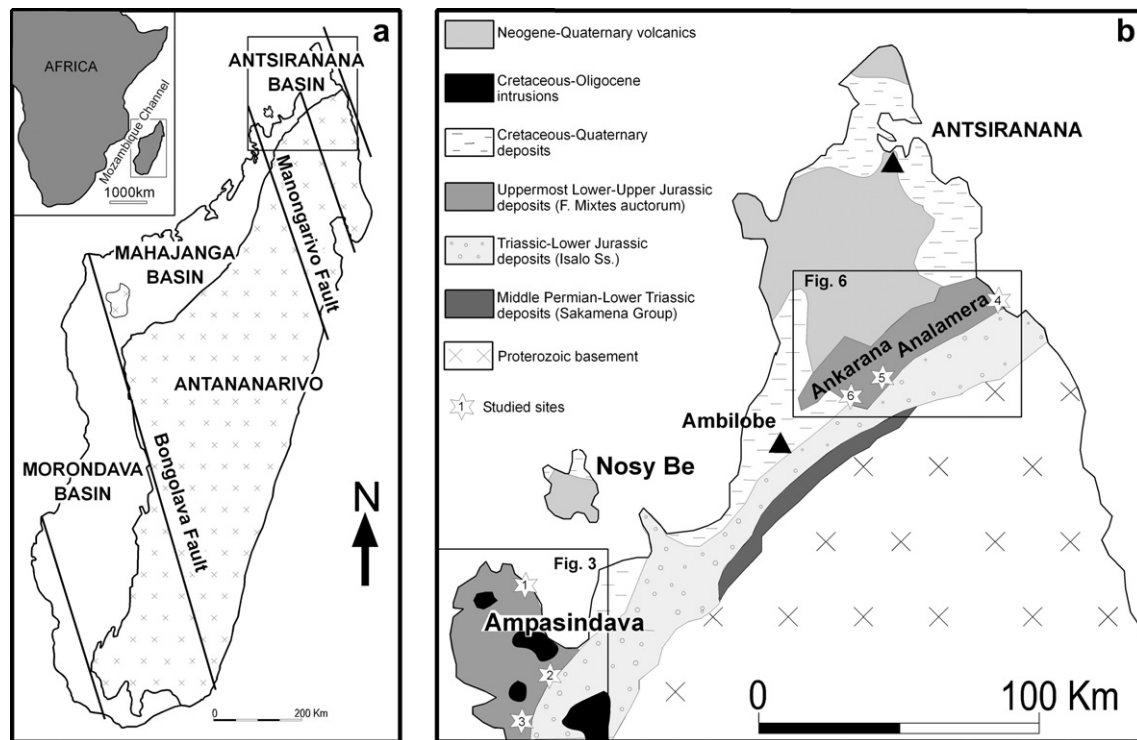 a
AFRICA
Mozambique Channel
1000km
ANTSIRANANA
BASIN
Manongarivo Fault
MAHAJANGA
BASIN
ANTANANARIVO
MORONDAVA
BASIN
Bongolava Fault
N
0
200 Km
b
Neogene-Quaternary volcanics
Cretaceous-Oligocene
intrusions
Cretaceous-Quaternary
deposits
Uppermost Lower-Upper Jurassic
deposits (F. Mixtes auctorum)
Triassic-Lower Jurassic
deposits (Isalo Ss.)
Middle Permian-Lower Triassic
deposits (Sakamena Group)
Proterozoic basement
1 Studied sites
ANTSIRANANA
Fig. 6
4
Analamera
Ankarana
5
6
Ambilobe
Nosy Be
Fig. 3
1
Ampasindava
2
3
0
100 Km